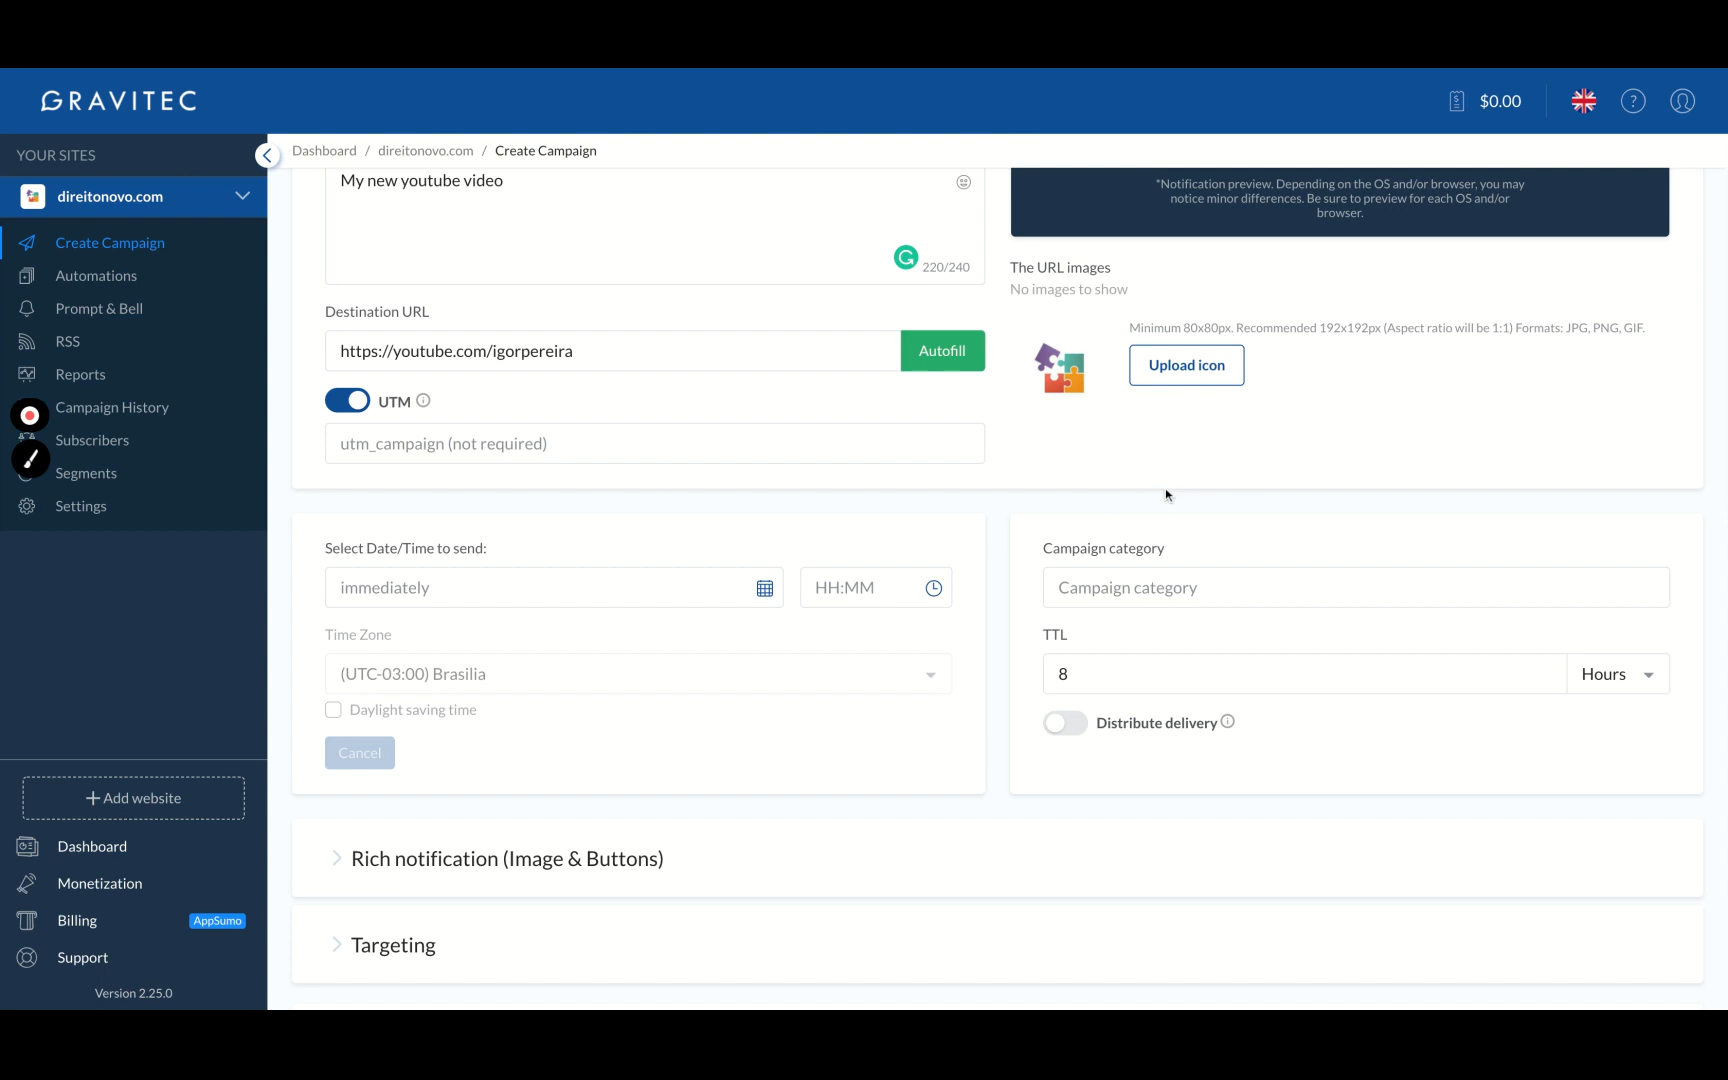 GRAVITEC
$0.00
YOUR SITES
Dashboard / direitonovo.com / Create Campaign
direitonovo.com
Create Campaign
Automations
Prompt & Bell
RSS
Reports
Campaign History
Subscribers
Segments
Settings
Add website
Dashboard
Monetization
Billing
AppSumo
Support
Version 2.25.0
My new youtube video
220/240
Destination URL
https://youtube.com/igorpereira
Autofill
UTM
utm_campaign (not required)
*Notification preview. Depending on the OS and/or browser, you may
notice minor differences. Be sure to preview for each OS and/or
browser.
The URL images
No images to show
Minimum 80x80px. Recommended 192x192px (Aspect ratio will be 1:1) Formats: JPG, PNG, GIF.
Upload icon
Select Date/Time to send:
immediately
HH:MM
Time Zone
(UTC-03:00) Brasilia
Daylight saving time
Cancel
Campaign category
Campaign category
TTL
8
Hours
Distribute delivery
Rich notification (Image & Buttons)
Targeting